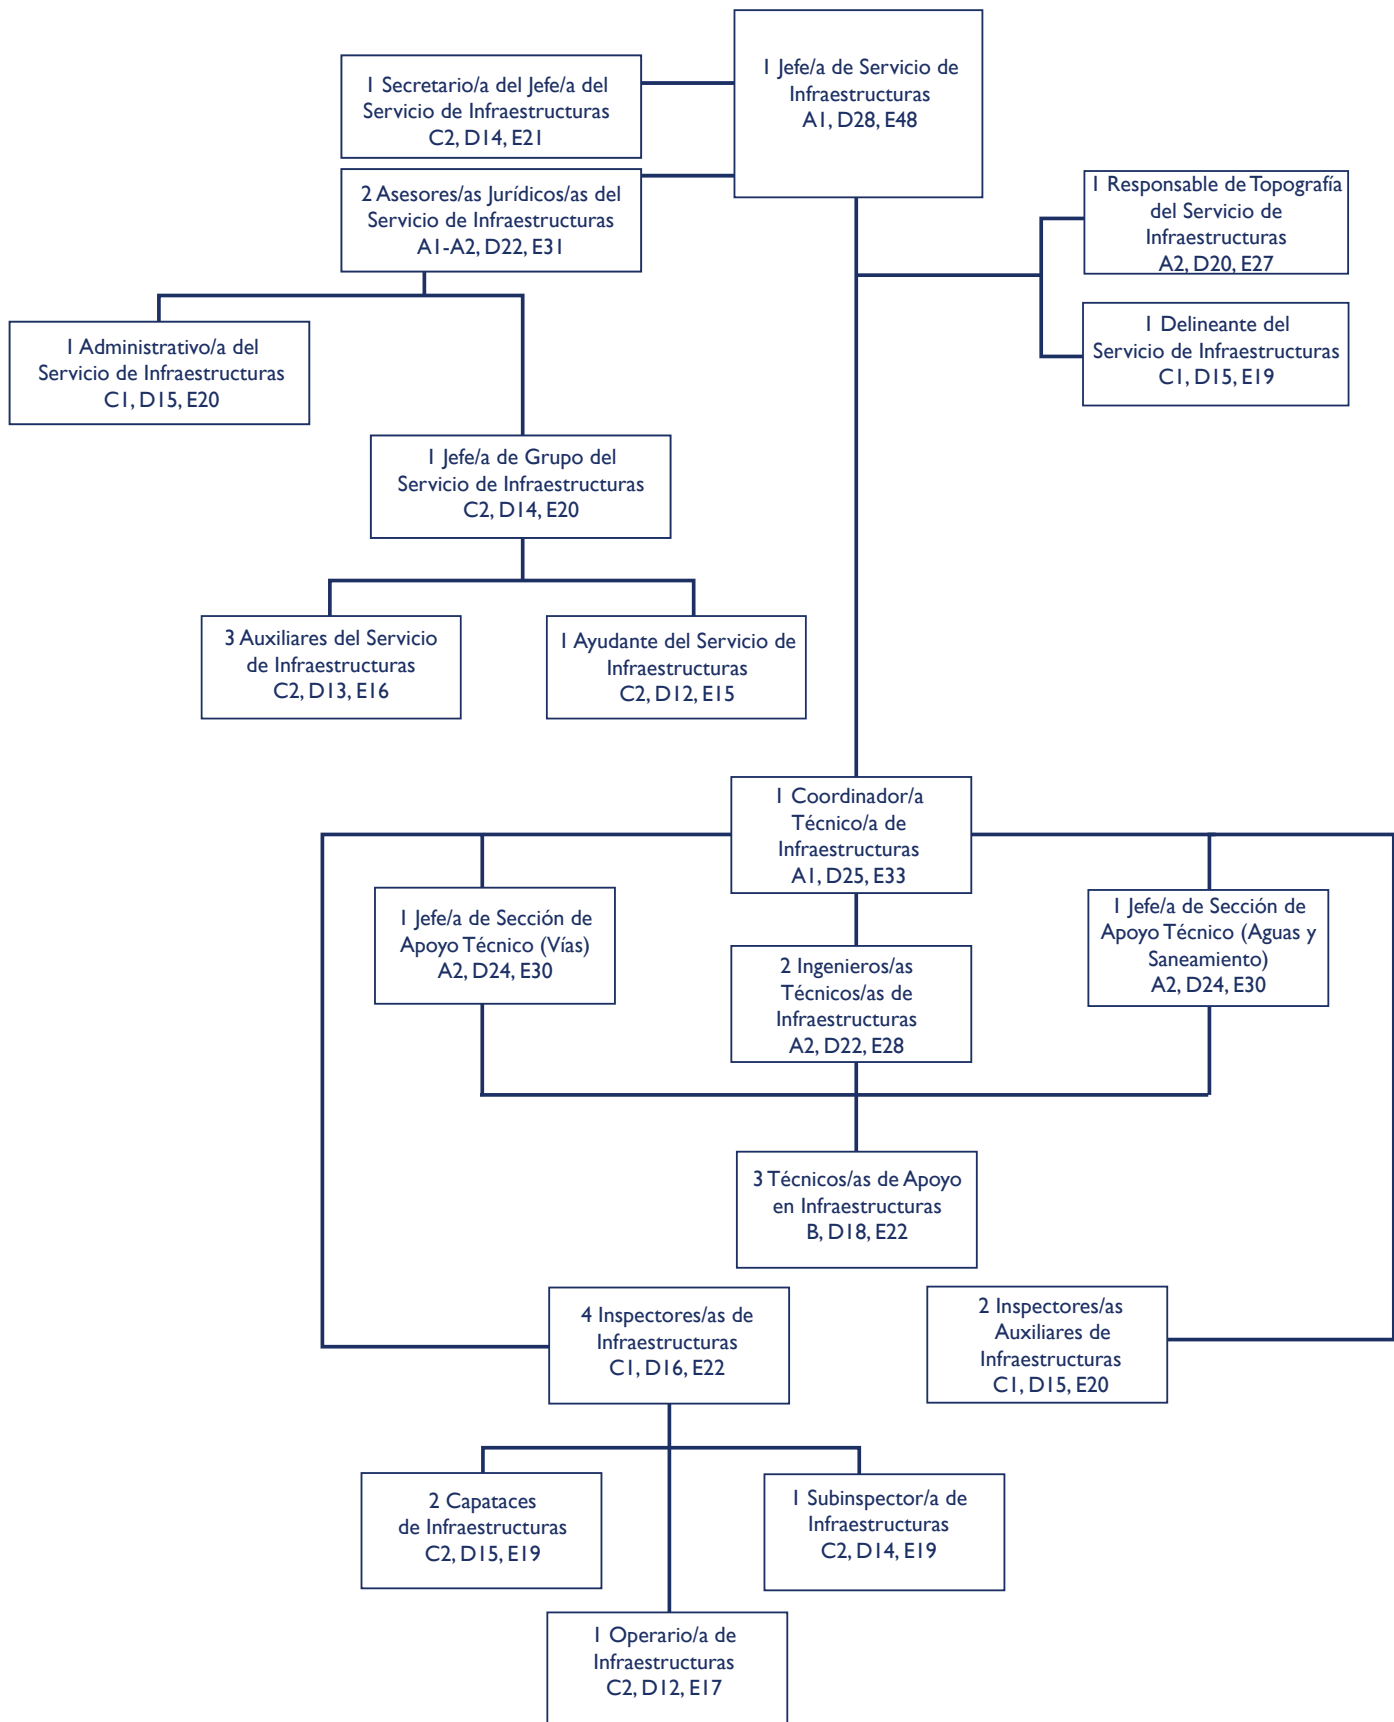 1 Jefe/a de Servicio de
Infraestructuras
A1, D28, E48
1 Secretario/a del Jefe/a del
Servicio de Infraestructuras
C2, D14, E21
2 Asesores/as Jurídicos/as del
Servicio de Infraestructuras
A1-A2, D22, E31
1 Responsable de Topografía
del Servicio de
Infraestructuras
A2, D20, E27
1 Delineante del
Servicio de Infraestructuras
C1, D15, E19
1 Administrativo/a del
Servicio de Infraestructuras
C1, D15, E20
1 Jefe/a de Grupo del
Servicio de Infraestructuras
C2, D14, E20
3 Auxiliares del Servicio
de Infraestructuras
C2, D13, E16
1 Ayudante del Servicio de
Infraestructuras
C2, D12, E15
1 Coordinador/a
Técnico/a de
Infraestructuras
A1, D25, E33
1 Jefe/a de Sección de
Apoyo Técnico (Vías)
A2, D24, E30
2 Ingenieros/as
Técnicos/as de
Infraestructuras
A2, D22, E28
1 Jefe/a de Sección de
Apoyo Técnico (Aguas y
Saneamiento)
A2, D24, E30
3 Técnicos/as de Apoyo
en Infraestructuras
B, D18, E22
4 Inspectores/as de
Infraestructuras
C1, D16, E22
2 Inspectores/as
Auxiliares de
Infraestructuras
C1, D15, E20
2 Capataces
de Infraestructuras
C2, D15, E19
1 Subinspector/a de
Infraestructuras
C2, D14, E19
1 Operario/a de
Infraestructuras
C2, D12, E17